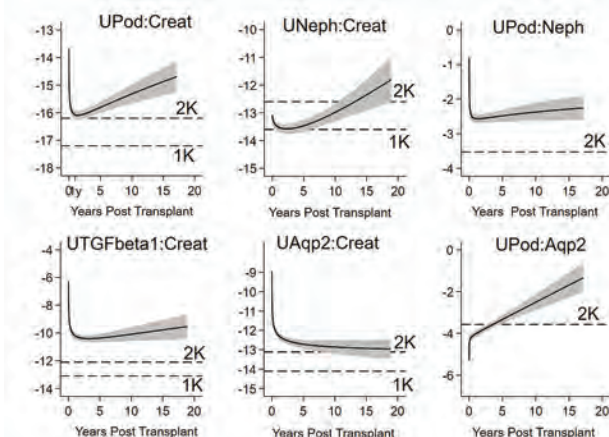 UPod:Creat
-13
-14
-15
-16
-17
-18
2K
1K
0 1y 5 10 15 20
Years Post Transplant
UNeph:Creat
-10
-11
-12
-13
-14
-15
2K
1K
0 5 10 15 20
Years Post Transplant
UPod:Neph
0
-1
-2
-3
-4
2K
0 5 10 15 20
Years Post Transplant
UTGFbeta1:Creat
-4
-6
-8
-10
-12
-14
2K
1K
0 5 10 15 20
Years Post Transplant
UAqp2:Creat
-8
-9
-10
-11
-12
-13
-14
-15
2K
1K
0 5 10 15 20
Years Post Transplant
UPod:Aqp2
0
-2
-4
-6
2K
0 5 10 15 20
Years Post Transplant